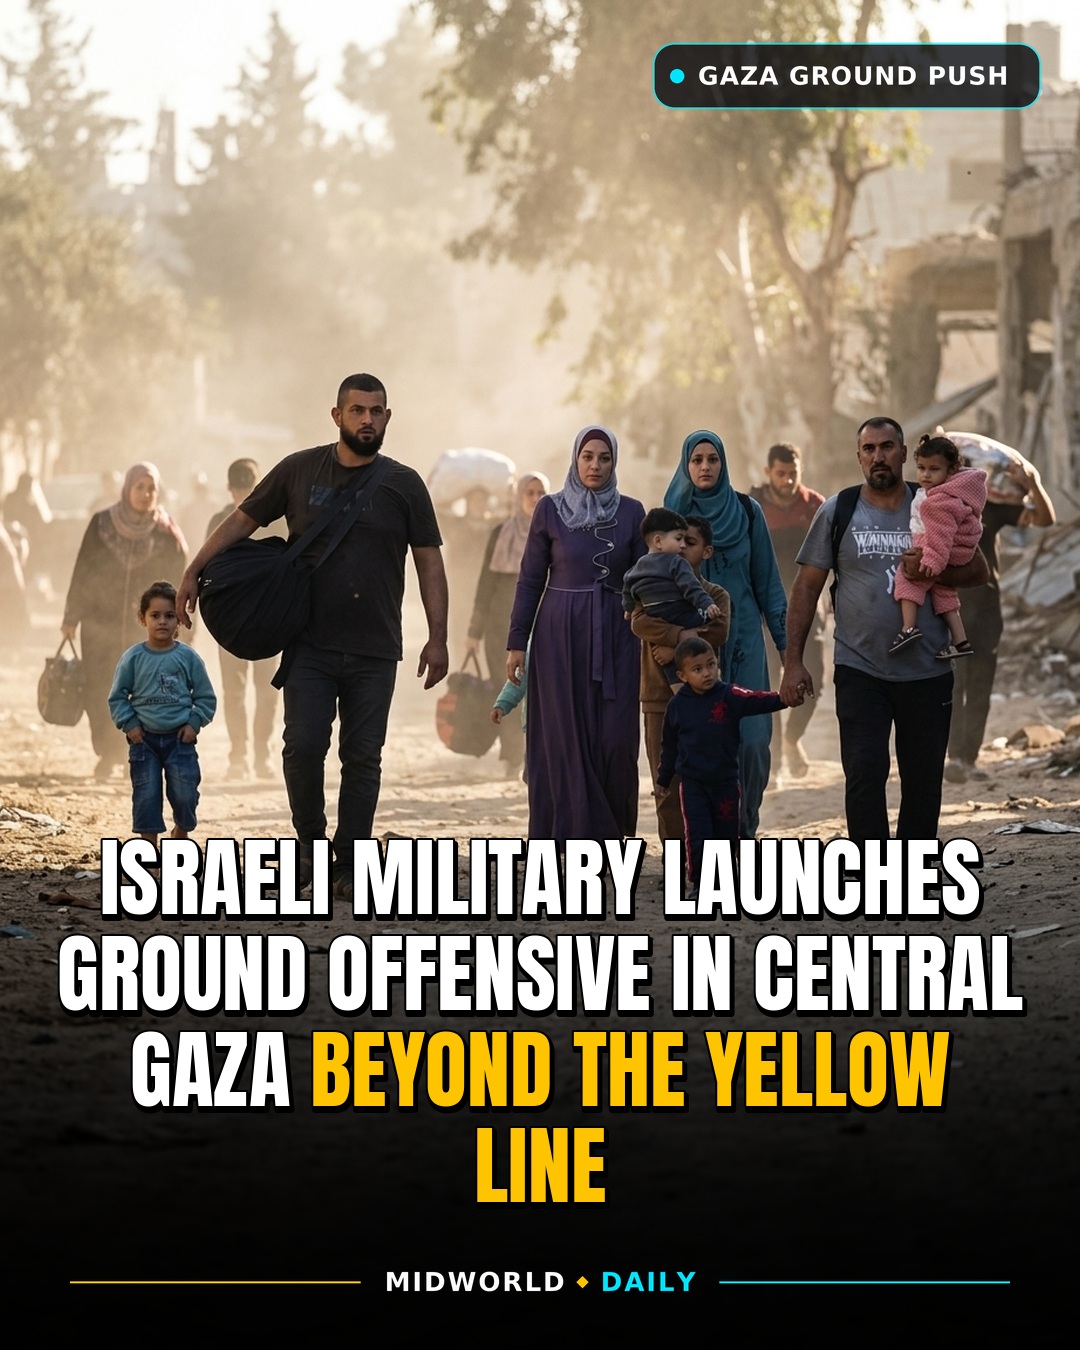 GAZA GROUND PUSH
ISRAELI MILITARY LAUNCHES
GROUND OFFENSIVE IN CENTRAL
GAZA BEYOND THE YELLOW
LINE
MIDWORLD DAILY